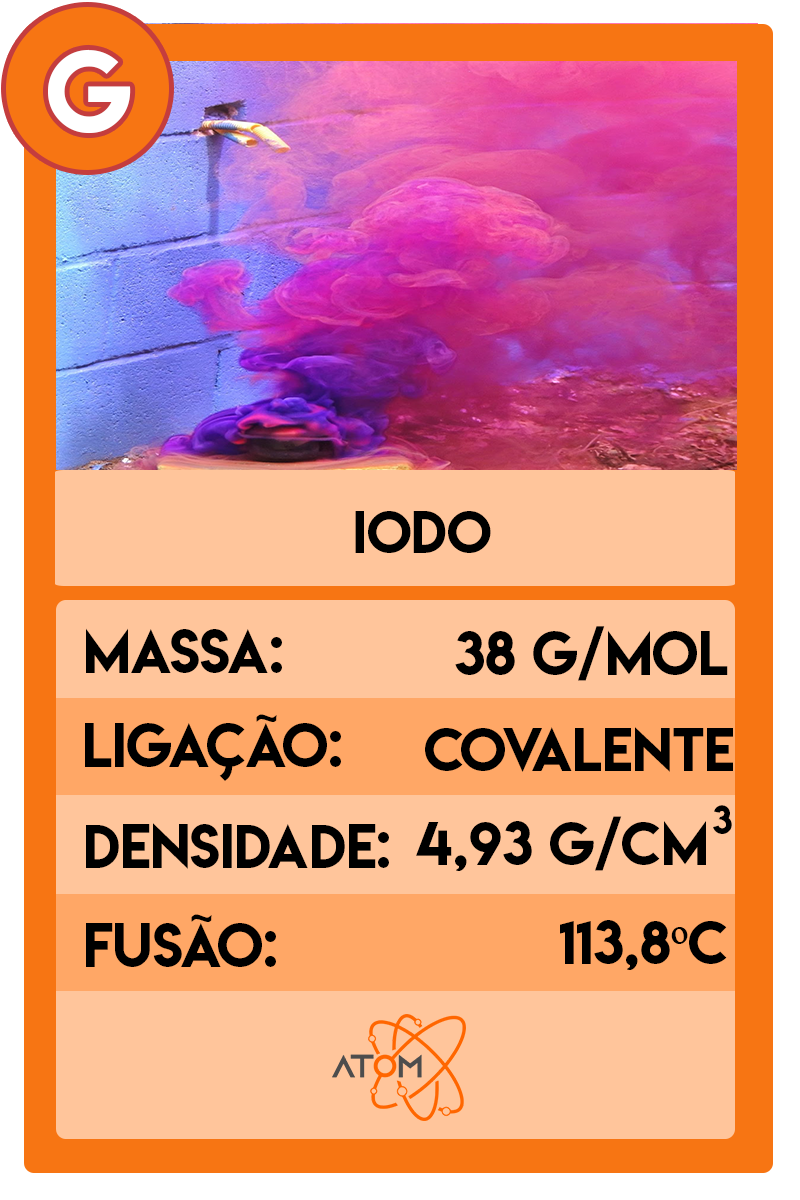 G
IODO
MASSA: 38 G/MOL
LIGAÇÃO: COVALENTE
DENSIDADE: 4,93 G/CM³
FUSÃO: 113,8ºC
ATOM